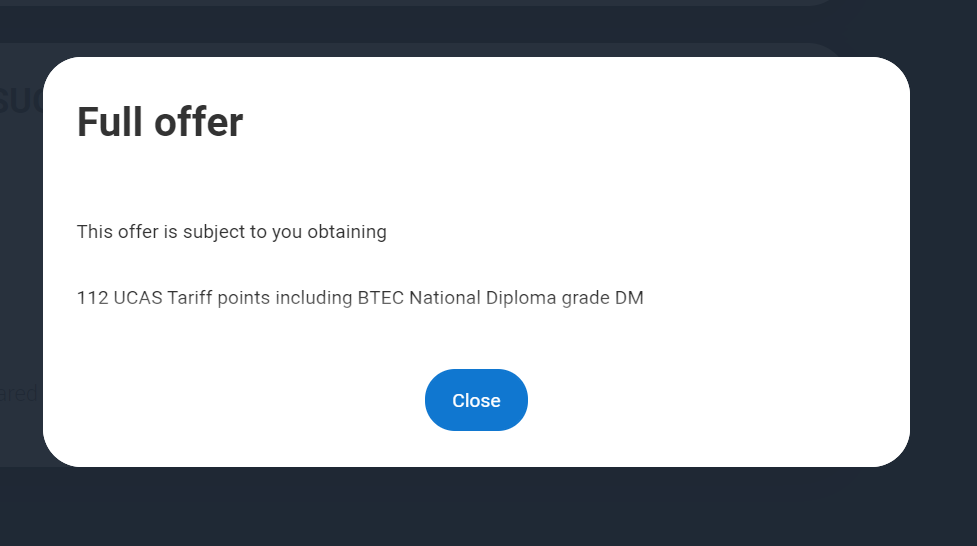 Full offer
This offer is subject to you obtaining
112 UCAS Tariff points including BTEC National Diploma grade DM
Close